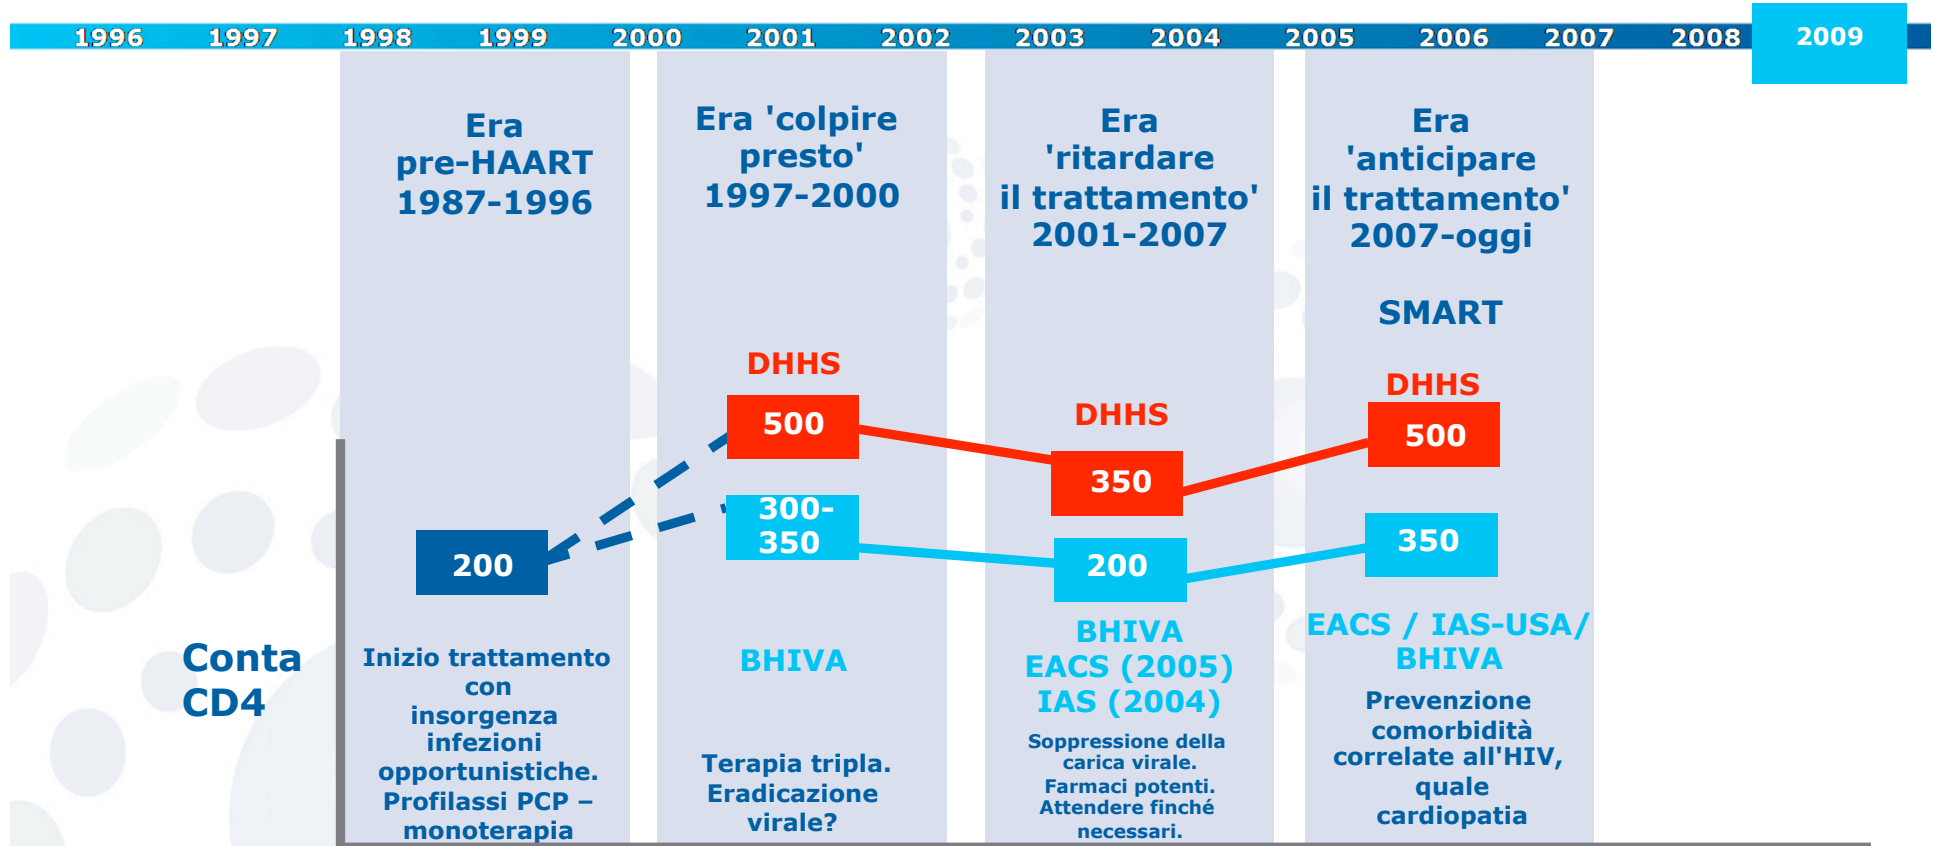 1996 1997 1998 1999 2000 2001 2002 2003 2004 2005 2006 2007 2008 2009
Era
pre-HAART
1987-1996
200
Inizio trattamento
con
insorgenza
infezioni
opportunistiche.
Profilassi PCP –
monoterapia
Era 'colpire
presto'
1997-2000
DHHS
500
300-
350
BHIVA
Terapia tripla.
Eradicazione
virale?
Era
'ritardare
il trattamento'
2001-2007
DHHS
350
200
BHIVA
EACS (2005)
IAS (2004)
Soppressione della
carica virale.
Farmaci potenti.
Attendere finché
necessari.
Era
'anticipare
il trattamento'
2007-oggi
SMART
DHHS
500
350
EACS / IAS-USA/
BHIVA
Prevenzione
comorbidità
correlate all'HIV,
quale
cardiopatia
Conta
CD4